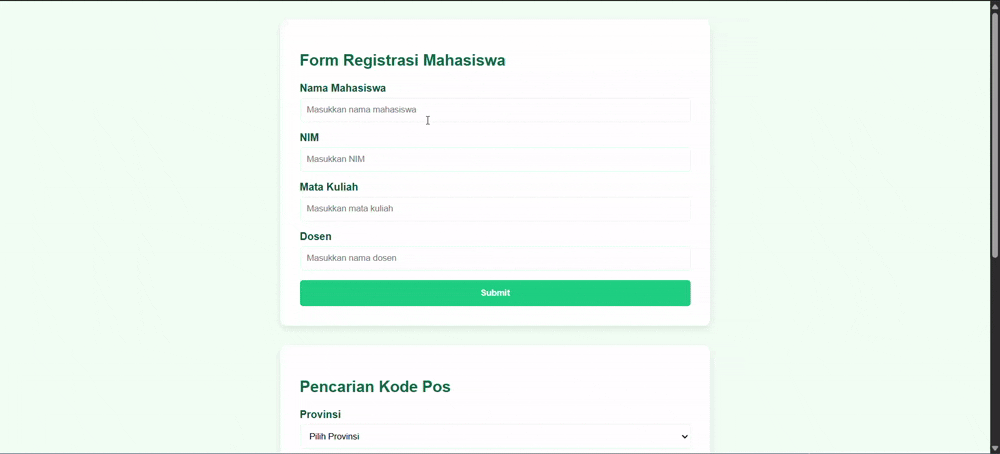 Form Registrasi Mahasiswa
Nama Mahasiswa
Masukkan nama mahasiswa
NIM
Masukkan NIM
Mata Kuliah
Masukkan mata kuliah
Dosen
Masukkan nama dosen
Submit
Pencarian Kode Pos
Provinsi
Pilih Provinsi